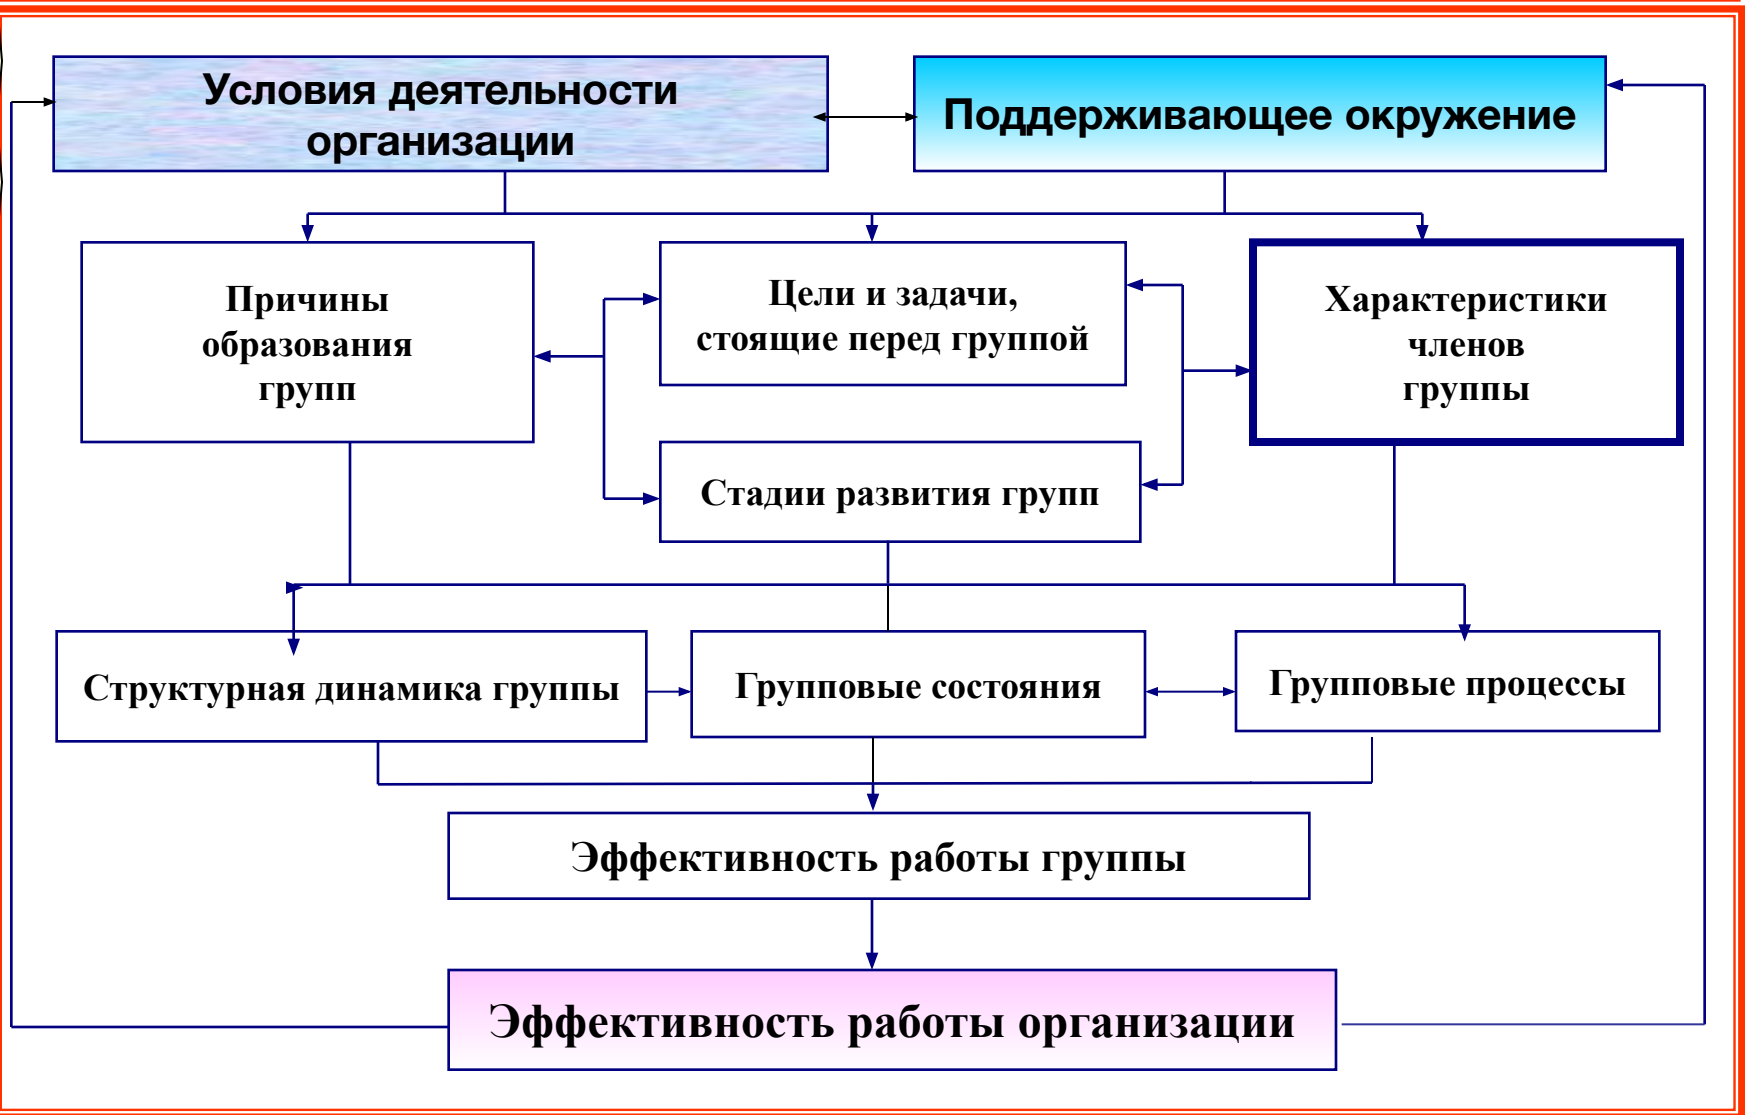 Условия деятельности
организации
Поддерживающее окружение
Причины
образования
групп
Цели и задачи,
стоящие перед группой
Характеристики
членов
группы
Стадии развития групп
Структурная динамика группы
Групповые состояния
Групповые процессы
Эффективность работы группы
Эффективность работы организации